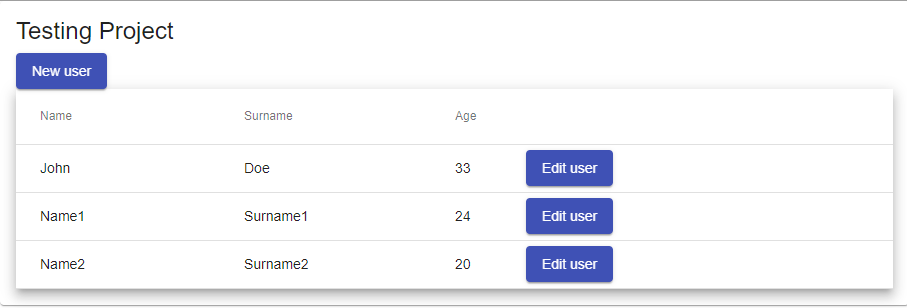 Testing Project
New user
Name Surname Age
John Doe 33 Edit user
Name1 Surname1 24 Edit user
Name2 Surname2 20 Edit user